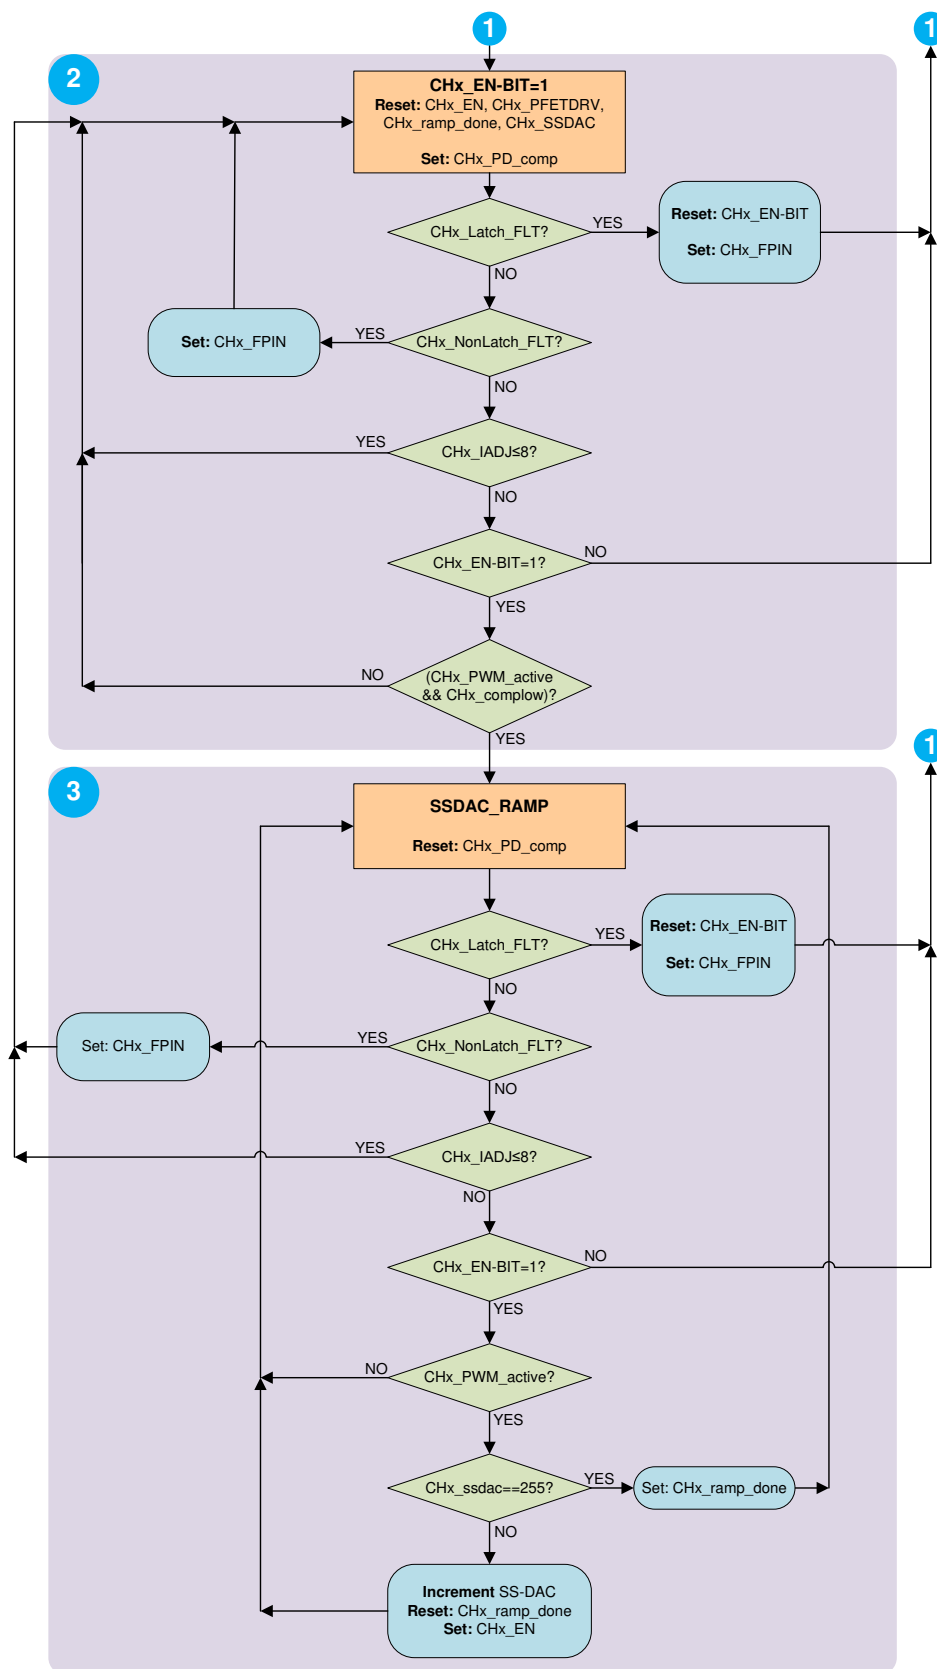 1
1
2
CHx_EN-BIT=1
Reset: CHx_EN, CHx_PFETDRV,
CHx_ramp_done, CHx_SSDAC
Set: CHx_PD_comp
CHx_Latch_FLT?
YES
Reset: CHx_EN-BIT
Set: CHx_FPIN
NO
CHx_NonLatch_FLT?
YES
Set: CHx_FPIN
NO
CHx_IADJ≤8?
YES
NO
CHx_EN-BIT=1?
NO
YES
(CHx_PWM_active
&& CHx_complow)?
NO
YES
1
3
SSDAC_RAMP
Reset: CHx_PD_comp
CHx_Latch_FLT?
YES
Reset: CHx_EN-BIT
Set: CHx_FPIN
NO
CHx_NonLatch_FLT?
YES
Set: CHx_FPIN
NO
CHx_IADJ≤8?
YES
NO
CHx_EN-BIT=1?
NO
YES
CHx_PWM_active?
NO
YES
CHx_ssdac==255?
YES
Set: CHx_ramp_done
NO
Increment SS-DAC
Reset: CHx_ramp_done
Set: CHx_EN